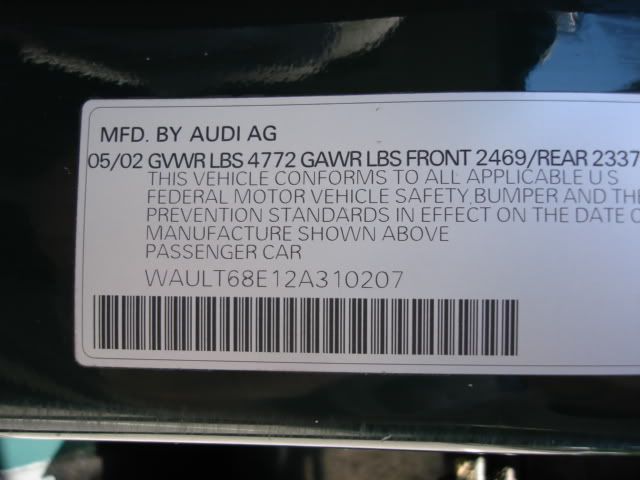 MFD. BY AUDI AG
05/02 GVWR LBS 4772 GAWR LBS FRONT 2469/REAR 2337
THIS VEHICLE CONFORMS TO ALL APPLICABLE U S
FEDERAL MOTOR VEHICLE SAFETY, BUMPER AND THE
PREVENTION STANDARDS IN EFFECT ON THE DATE O
MANUFACTURE SHOWN ABOVE
PASSENGER CAR
WAULT68E12A310207